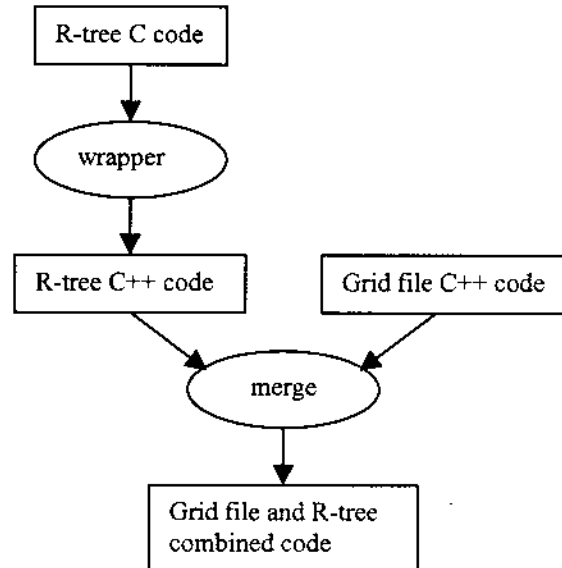 R-tree C code
wrapper
R-tree C++ code
Grid file C++ code
merge
Grid file and R-tree
combined code